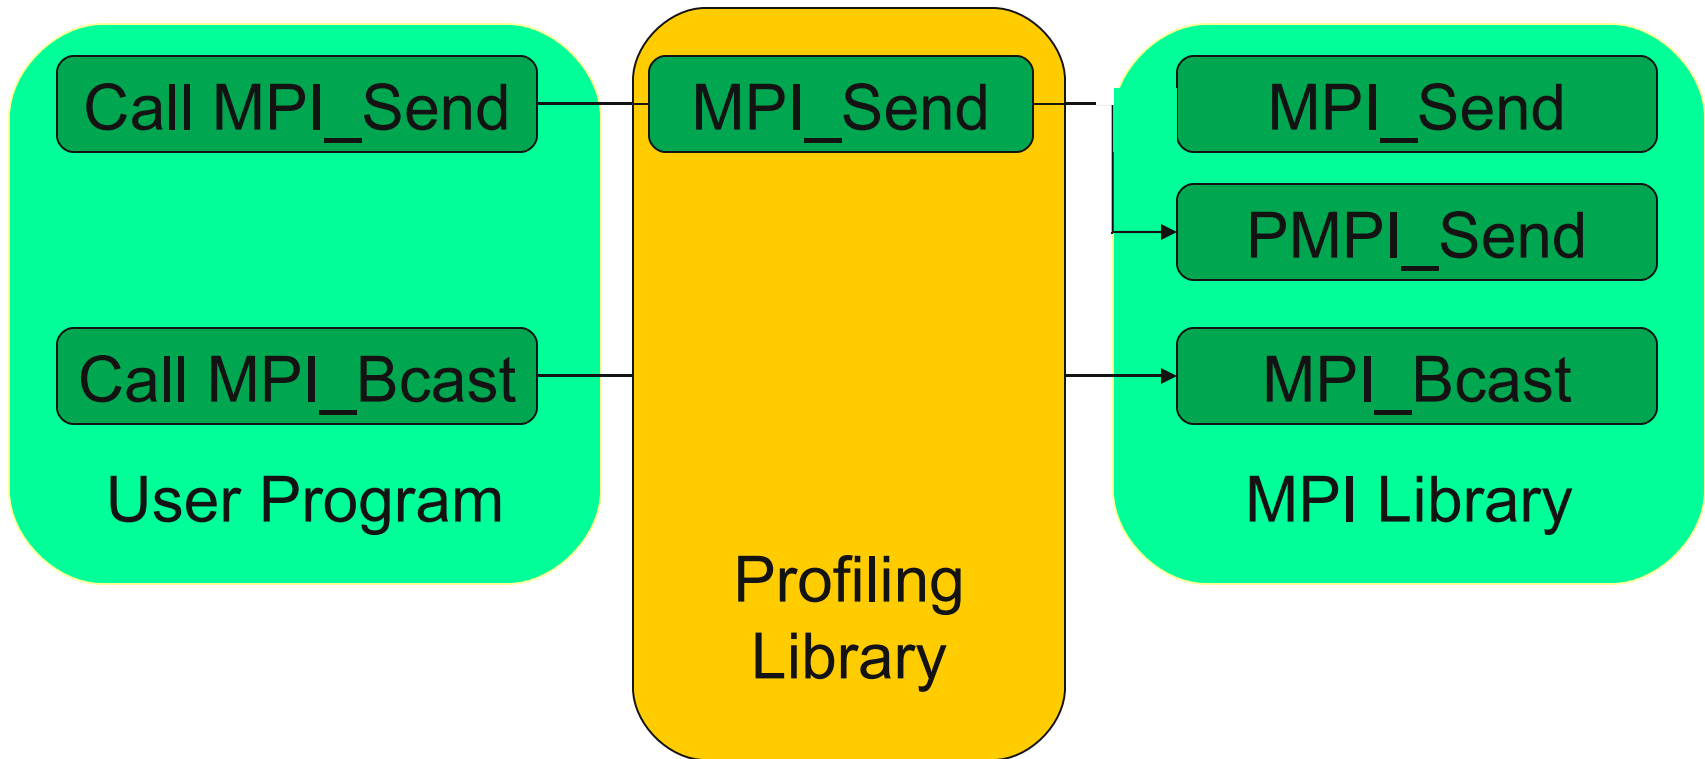 Call MPI_Send
MPI_Send
MPI_Send
PMPI_Send
Call MPI_Bcast
MPI_Bcast
User Program
MPI Library
Profiling
Library